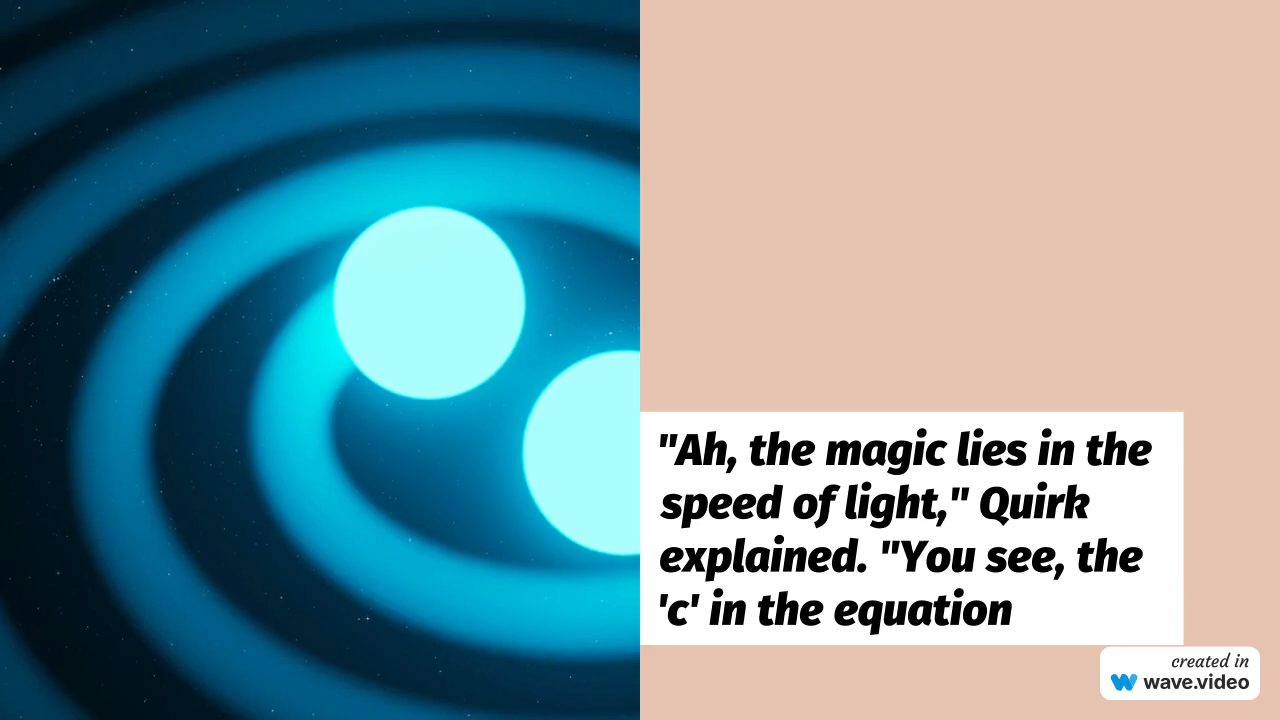 "Ah, the magic lies in the
speed of light," Quirk
explained. "You see, the
'c' in the equation
created in
wave.video